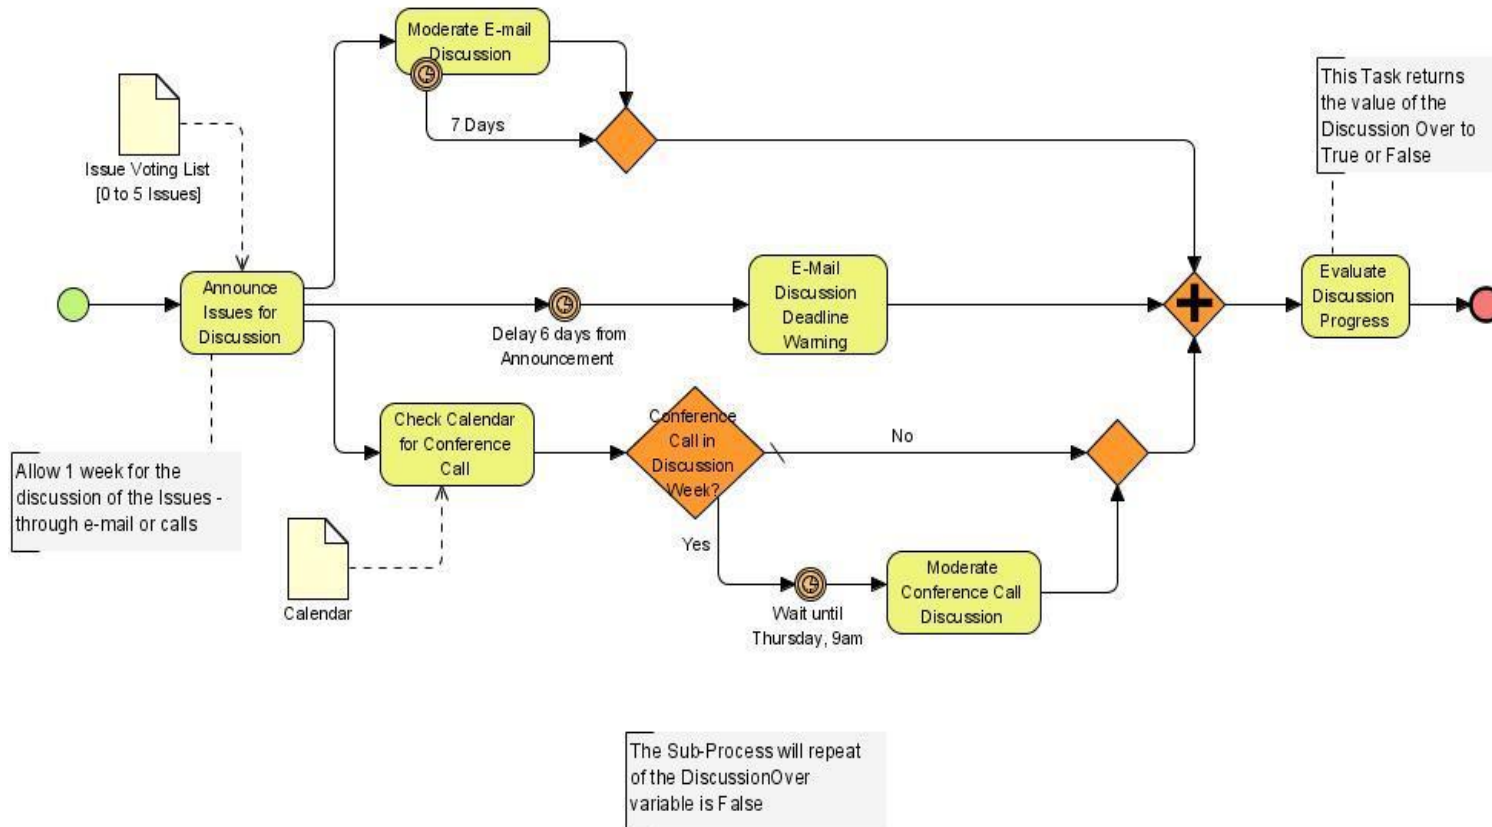 Moderate E-mail
Discussion
7 Days
This Task returns
the value of the
Discussion Over to
True or False
Issue Voting List
[0 to 5 Issues]
Announce
Issues for
Discussion
Delay 6 days from
Announcement
E-Mail
Discussion
Deadline
Warning
Evaluate
Discussion
Progress
Allow 1 week for the
discussion of the Issues -
through e-mail or calls
Check Calendar
for Conference
Call
Conference
Call in
Discussion
Week?
No
Yes
Calendar
Wait until
Thursday, 9am
Moderate
Conference Call
Discussion
The Sub-Process will repeat
of the DiscussionOver
variable is False